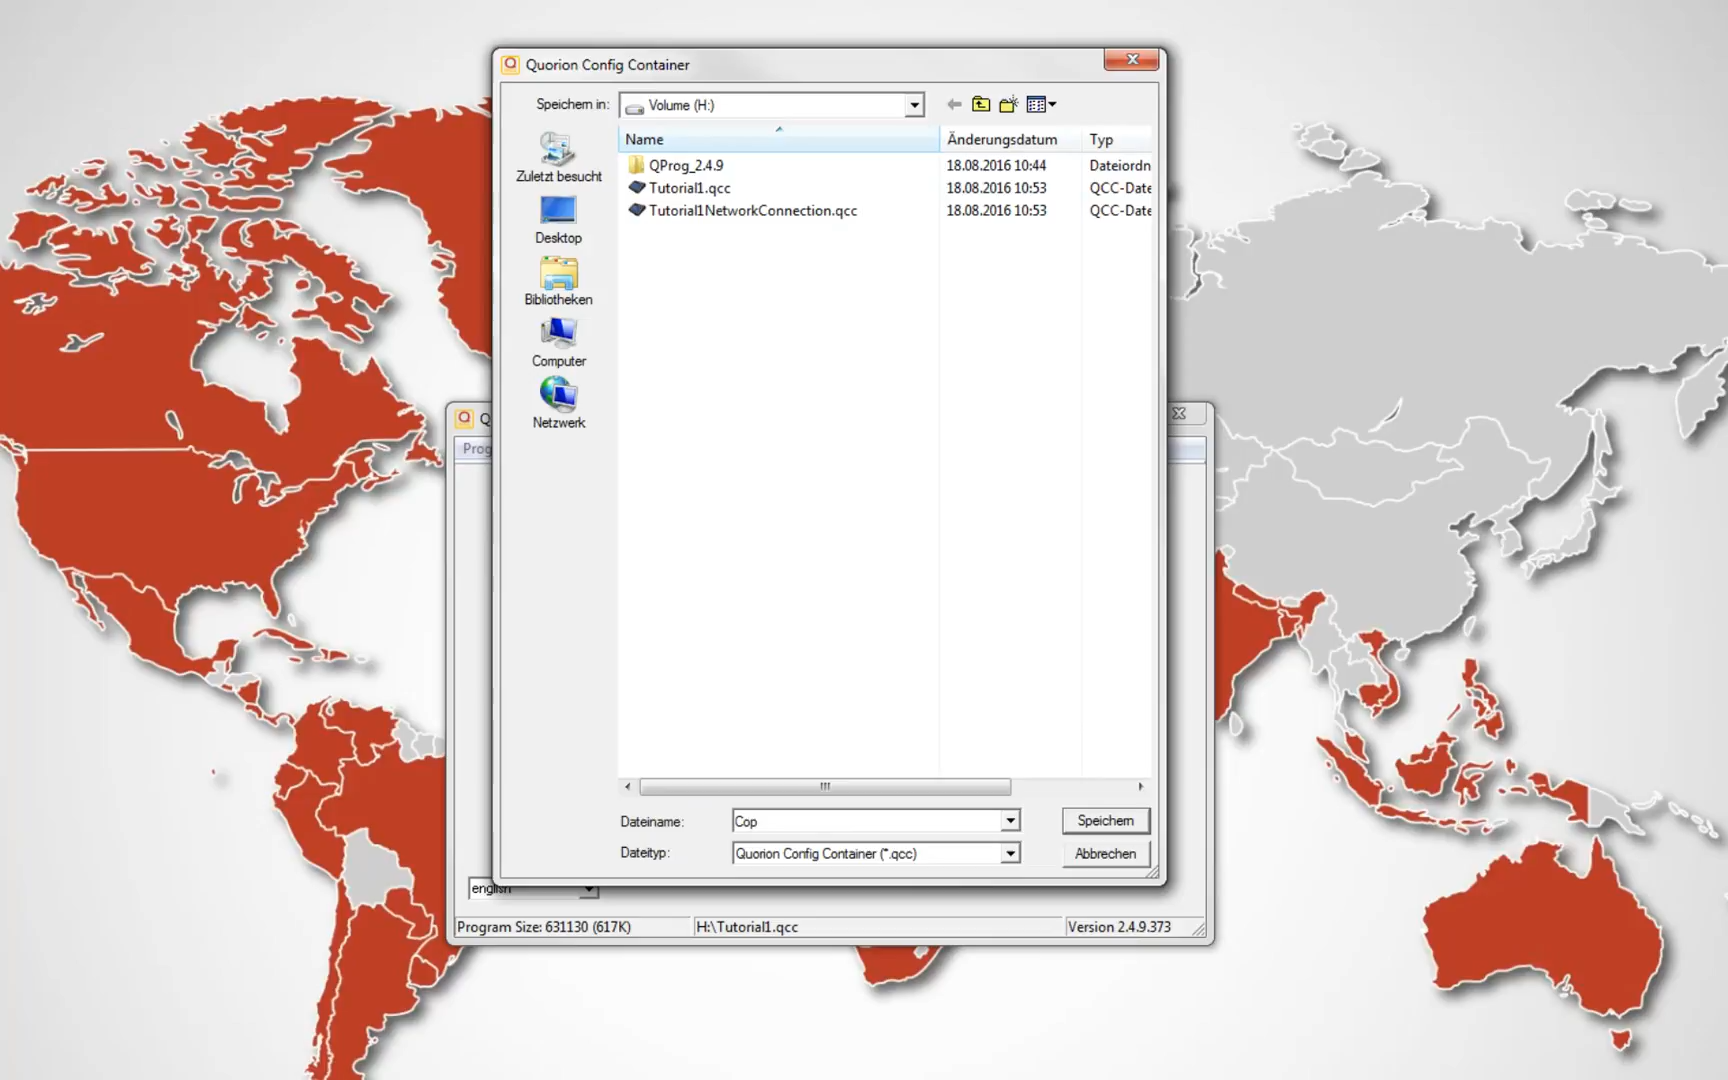 Quorion Config Container
Speichern in: Volume (H:)
Name Änderungsdatum Typ
QProg_2.4.9 18.08.2016 10:44 Dateiordn
Tutorial1.qcc 18.08.2016 10:53 QCC-Date
Tutorial1NetworkConnection.qcc 18.08.2016 10:53 QCC-Date
Zuletzt besucht
Desktop
Bibliotheken
Computer
Netzwerk
Q
Prog
Dateiname: Cop Speichern
Dateityp: Quorion Config Container (*.qcc) Abbrechen
english
Program Size: 631130 (617K) H:\Tutorial1.qcc Version 2.4.9.373